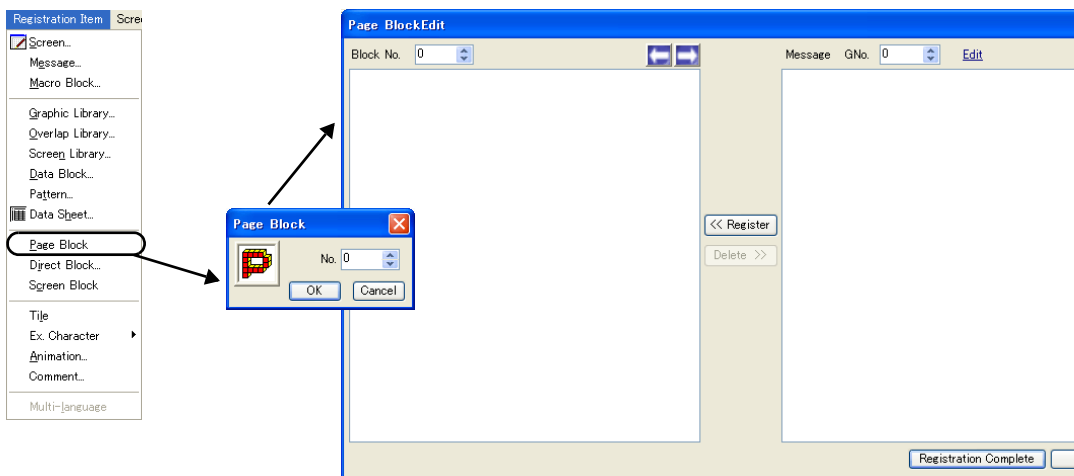 Registration Item Scre
Screen...
Message...
Macro Block...
Graphic Library...
Overlap Library...
Screen Library...
Data Block...
Pattern...
Data Sheet...
Page Block
Direct Block...
Screen Block
Tile
Ex. Character
Animation...
Comment...
Multi-language
Page Block
No. 0
OK Cancel
Page BlockEdit
Block No. 0
Message GNo. 0 Edit
<< Register
Delete >>
Registration Complete